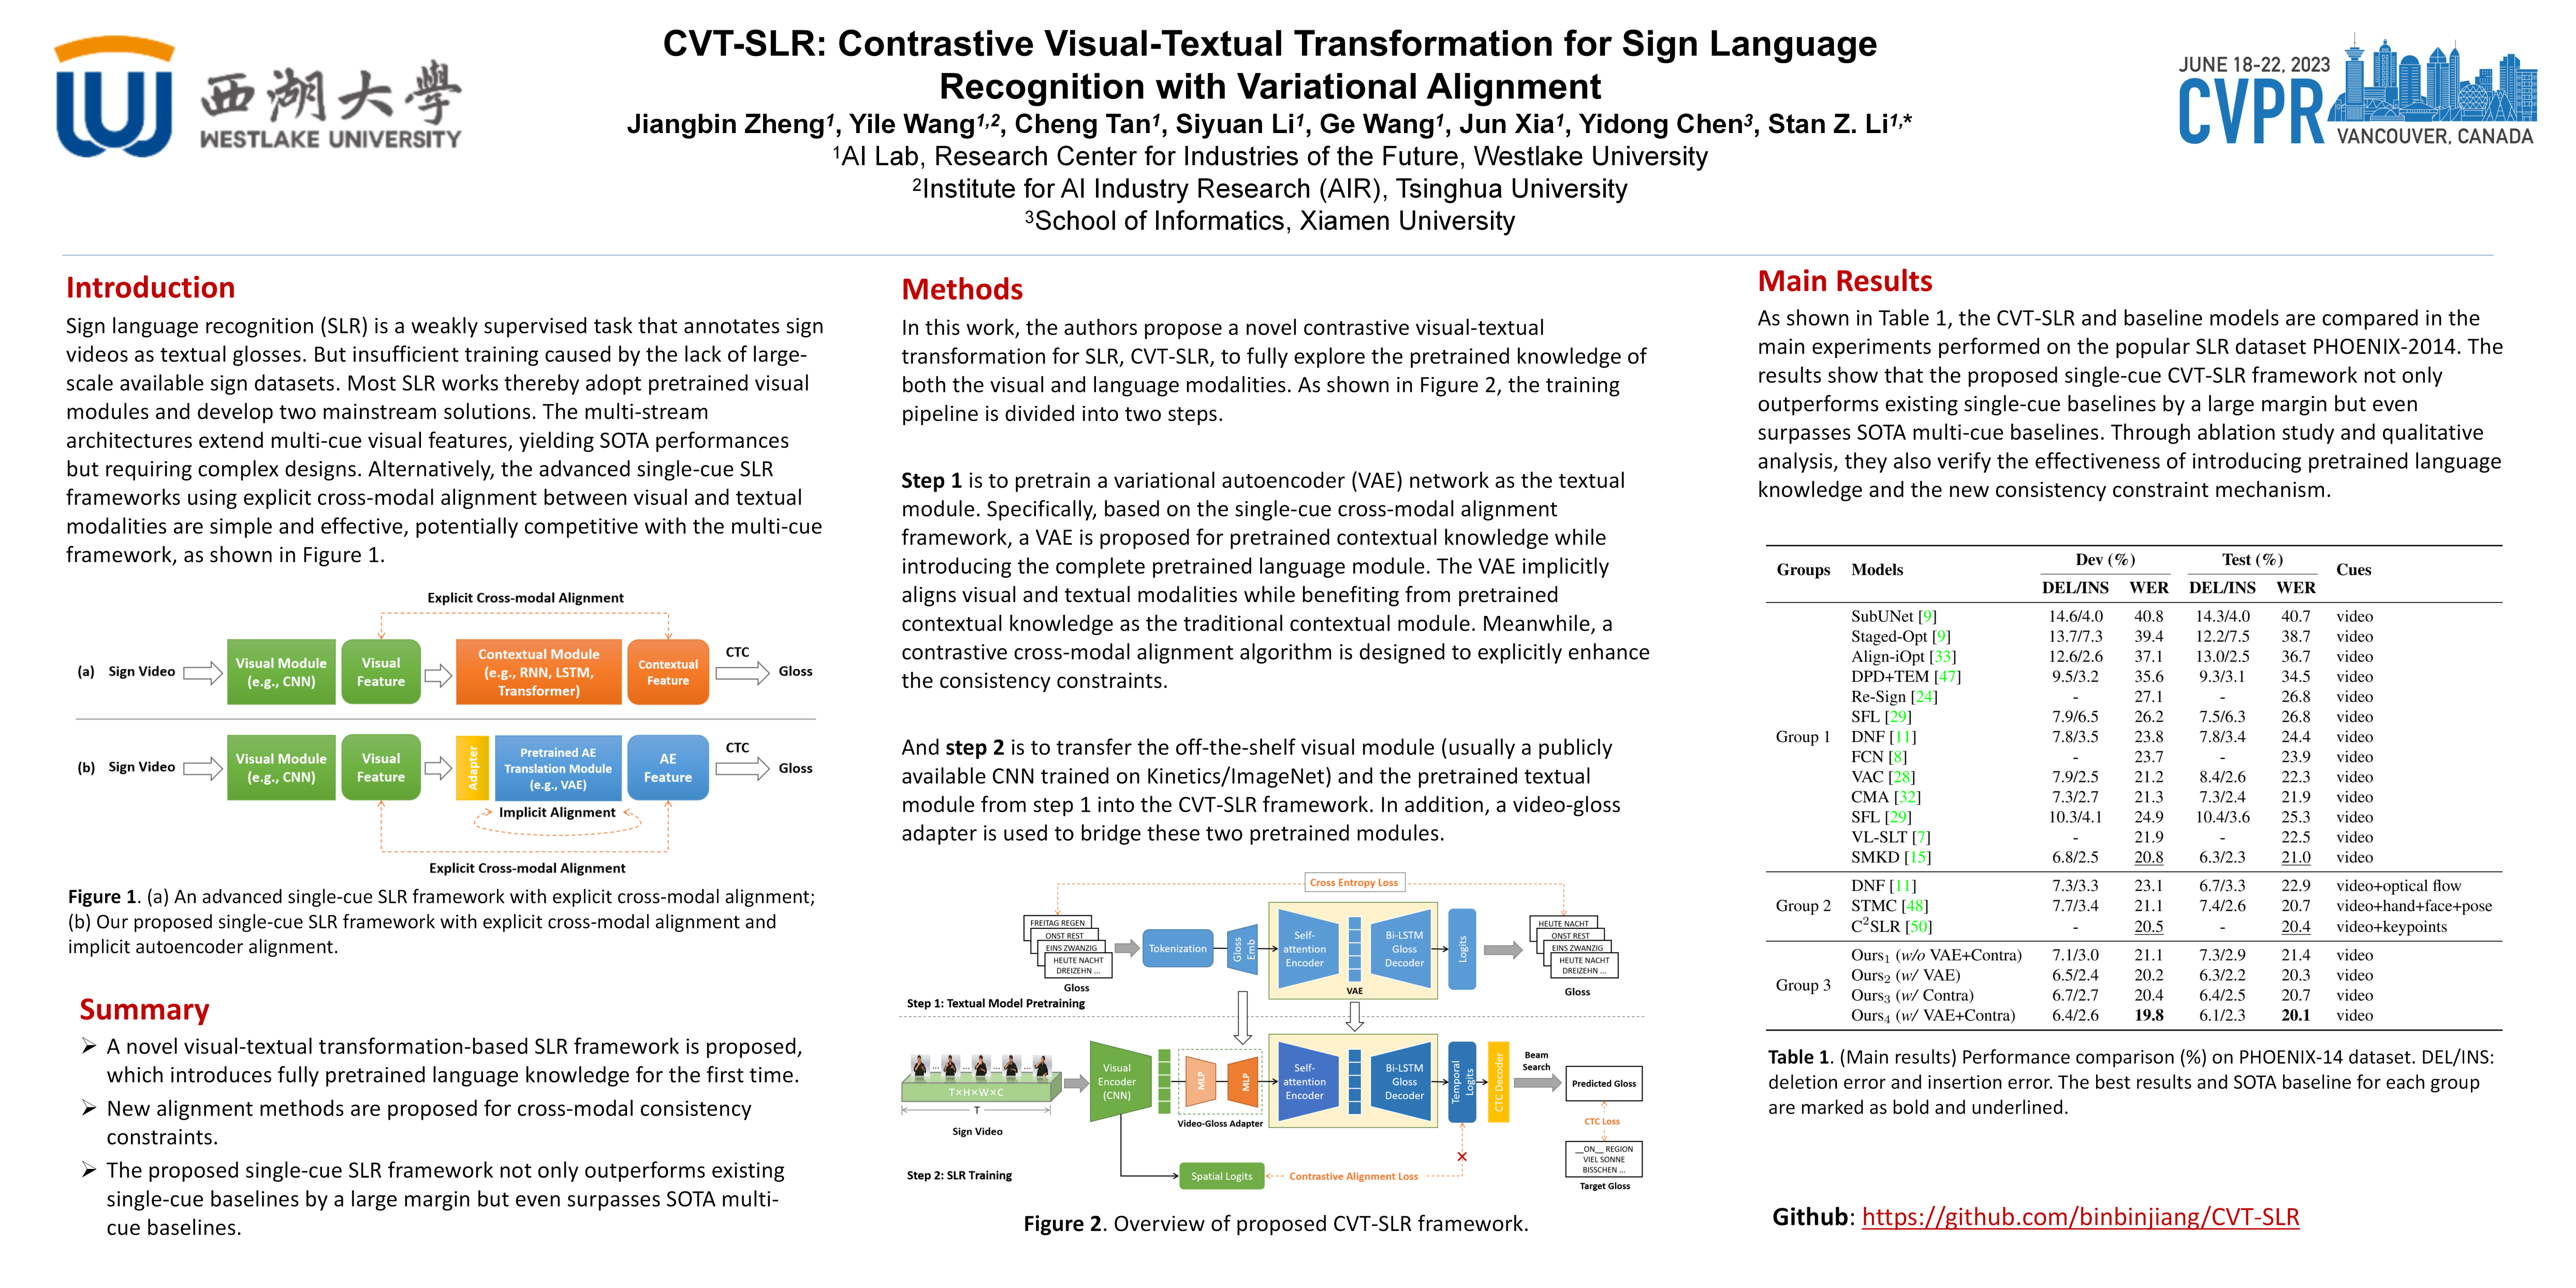 西湖大學
WESTLAKE UNIVERSITY
CVT-SLR: Contrastive Visual-Textual Transformation for Sign Language
Recognition with Variational Alignment
Jiangbin Zheng¹, Yile Wang¹,², Cheng Tan¹, Siyuan Li¹, Ge Wang¹, Jun Xia¹, Yidong Chen³, Stan Z. Li¹,*
¹AI Lab, Research Center for Industries of the Future, Westlake University
²Institute for AI Industry Research (AIR), Tsinghua University
³School of Informatics, Xiamen University
JUNE 18-22, 2023
CVPR
VANCOUVER, CANADA
Introduction
Sign language recognition (SLR) is a weakly supervised task that annotates sign
videos as textual glosses. But insufficient training caused by the lack of large-
scale available sign datasets. Most SLR works thereby adopt pretrained visual
modules and develop two mainstream solutions. The multi-stream
architectures extend multi-cue visual features, yielding SOTA performances
but requiring complex designs. Alternatively, the advanced single-cue SLR
frameworks using explicit cross-modal alignment between visual and textual
modalities are simple and effective, potentially competitive with the multi-cue
framework, as shown in Figure 1.
Explicit Cross-modal Alignment
(a) Sign Video
Visual Module
(e.g., CNN)
Visual
Feature
Contextual Module
(e.g., RNN, LSTM,
Transformer)
Contextual
Feature
CTC
Gloss
(b) Sign Video
Visual Module
(e.g., CNN)
Visual
Feature
Adapter
Pretrained AE
Translation Module
(e.g., VAE)
AE
Feature
CTC
Gloss
Implicit Alignment
Explicit Cross-modal Alignment
Figure 1. (a) An advanced single-cue SLR framework with explicit cross-modal alignment;
(b) Our proposed single-cue SLR framework with explicit cross-modal alignment and
implicit autoencoder alignment.
Summary
➢ A novel visual-textual transformation-based SLR framework is proposed,
which introduces fully pretrained language knowledge for the first time.
➢ New alignment methods are proposed for cross-modal consistency
constraints.
➢ The proposed single-cue SLR framework not only outperforms existing
single-cue baselines by a large margin but even surpasses SOTA multi-
cue baselines.
Methods
In this work, the authors propose a novel contrastive visual-textual
transformation for SLR, CVT-SLR, to fully explore the pretrained knowledge of
both the visual and language modalities. As shown in Figure 2, the training
pipeline is divided into two steps.
Step 1 is to pretrain a variational autoencoder (VAE) network as the textual
module. Specifically, based on the single-cue cross-modal alignment
framework, a VAE is proposed for pretrained contextual knowledge while
introducing the complete pretrained language module. The VAE implicitly
aligns visual and textual modalities while benefiting from pretrained
contextual knowledge as the traditional contextual module. Meanwhile, a
contrastive cross-modal alignment algorithm is designed to explicitly enhance
the consistency constraints.
And step 2 is to transfer the off-the-shelf visual module (usually a publicly
available CNN trained on Kinetics/ImageNet) and the pretrained textual
module from step 1 into the CVT-SLR framework. In addition, a video-gloss
adapter is used to bridge these two pretrained modules.
Cross Entropy Loss
FREITAG REGEN
ONST REST
EINS ZWANZIG
HEUTE NACHT
DREIZEHN ...
Gloss
Tokenization
Gloss
Emb
Self-
attention
Encoder
Bi-LSTM
Gloss
Decoder
VAE
Logits
HEUTE NACHT
ONST REST
EINS ZWANZIG
HEUTE NACHT
DREIZEHN ...
Gloss
Step 1: Textual Model Pretraining
T×H×W×C
T
Sign Video
Visual
Encoder
(CNN)
MLP
MLP
Video-Gloss Adapter
Self-
attention
Encoder
Bi-LSTM
Gloss
Decoder
Temporal
Logits
CTC Decoder
Beam
Search
Predicted Gloss
CTC Loss
__ON__ REGION
VIEL SONNE
BISSCHEN ...
Target Gloss
Step 2: SLR Training
Spatial Logits
Contrastive Alignment Loss
Figure 2. Overview of proposed CVT-SLR framework.
Main Results
As shown in Table 1, the CVT-SLR and baseline models are compared in the
main experiments performed on the popular SLR dataset PHOENIX-2014. The
results show that the proposed single-cue CVT-SLR framework not only
outperforms existing single-cue baselines by a large margin but even
surpasses SOTA multi-cue baselines. Through ablation study and qualitative
analysis, they also verify the effectiveness of introducing pretrained language
knowledge and the new consistency constraint mechanism.
Groups Models Dev (%) Test (%) Cues
DEL/INS WER DEL/INS WER
Group 1
SubUNet [9] 14.6/4.0 40.8 14.3/4.0 40.7 video
Staged-Opt [9] 13.7/7.3 39.4 12.2/7.5 38.7 video
Align-iOpt [33] 12.6/2.6 37.1 13.0/2.5 36.7 video
DPD+TEM [47] 9.5/3.2 35.6 9.3/3.1 34.5 video
Re-Sign [24] - 27.1 - 26.8 video
SFL [29] 7.9/6.5 26.2 7.5/6.3 26.8 video
DNF [11] 7.8/3.5 23.8 7.8/3.4 24.4 video
FCN [8] - 23.7 - 23.9 video
VAC [28] 7.9/2.5 21.2 8.4/2.6 22.3 video
CMA [32] 7.3/2.7 21.3 7.3/2.4 21.9 video
SFL [29] 10.3/4.1 24.9 10.4/3.6 25.3 video
VL-SLT [7] - 21.9 - 22.5 video
SMKD [15] 6.8/2.5 20.8 6.3/2.3 21.0 video
Group 2
DNF [11] 7.3/3.3 23.1 6.7/3.3 22.9 video+optical flow
STMC [48] 7.7/3.4 21.1 7.4/2.6 20.7 video+hand+face+pose
C²SLR [50] - 20.5 - 20.4 video+keypoints
Group 3
Ours₁ (w/o VAE+Contra) 7.1/3.0 21.1 7.3/2.9 21.4 video
Ours₂ (w/ VAE) 6.5/2.4 20.2 6.3/2.2 20.3 video
Ours₃ (w/ Contra) 6.7/2.7 20.4 6.4/2.5 20.7 video
Ours₄ (w/ VAE+Contra) 6.4/2.6 19.8 6.1/2.3 20.1 video
Table 1. (Main results) Performance comparison (%) on PHOENIX-14 dataset. DEL/INS:
deletion error and insertion error. The best results and SOTA baseline for each group
are marked as bold and underlined.
Github: https://github.com/binbinjiang/CVT-SLR